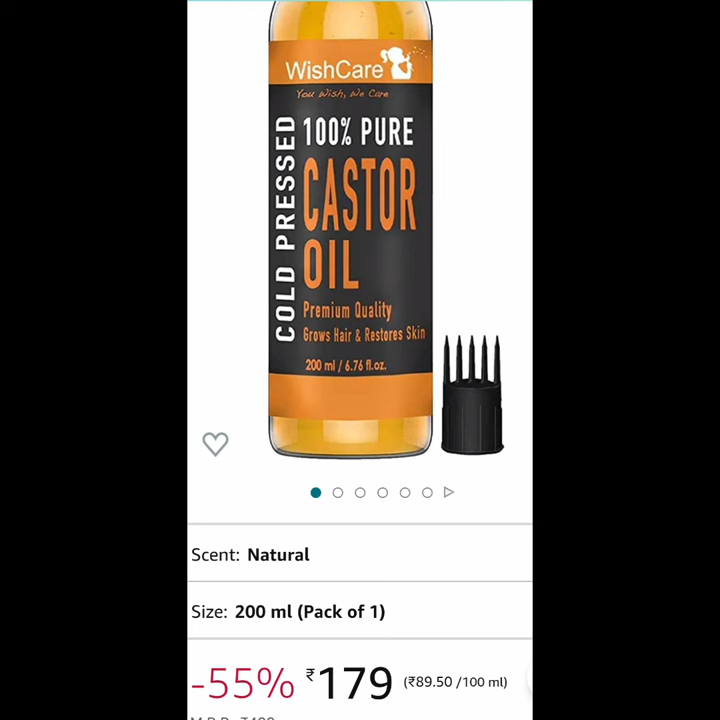 WishCare
You Wish, We Care
COLD PRESSED
100% PURE
CASTOR
OIL
Premium Quality
Grows Hair & Restores Skin
200 ml / 6.76 fl.oz.
Scent: Natural
Size: 200 ml (Pack of 1)
-55% ₹179 (₹89.50 /100 ml)